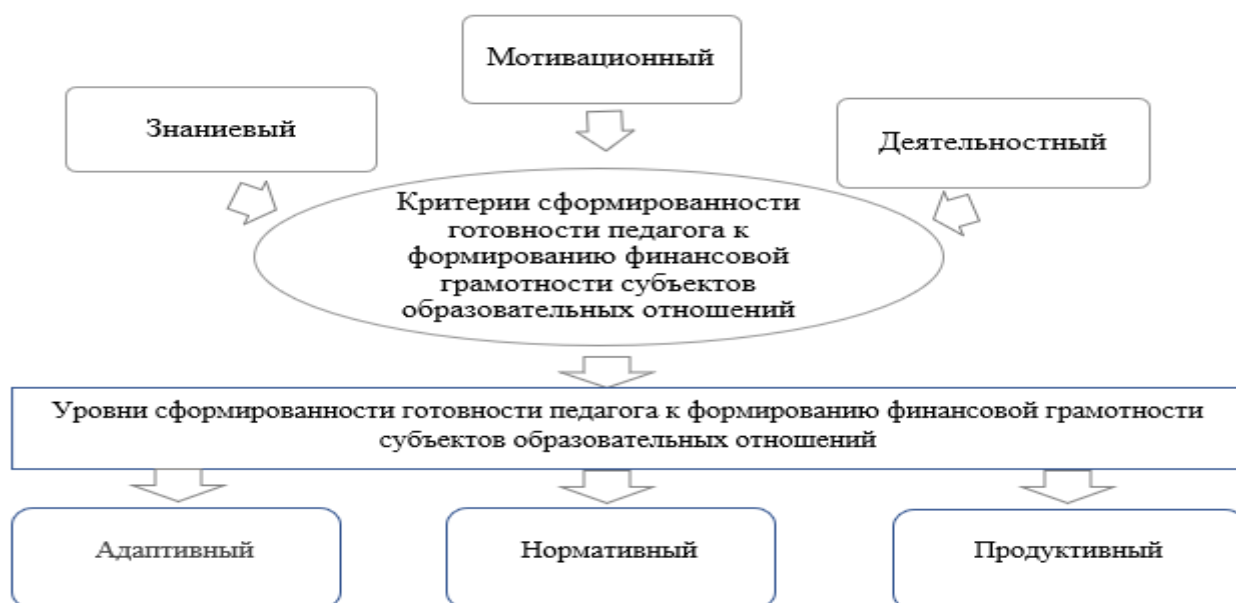 Мотивационный
Знаниевый
Деятельностный
Критерии сформированности
готовности педагога к
формированию финансовой
грамотности субъектов
образовательных отношений
Уровни сформированности готовности педагога к формированию финансовой грамотности
субъектов образовательных отношений
Адаптивный
Нормативный
Продуктивный